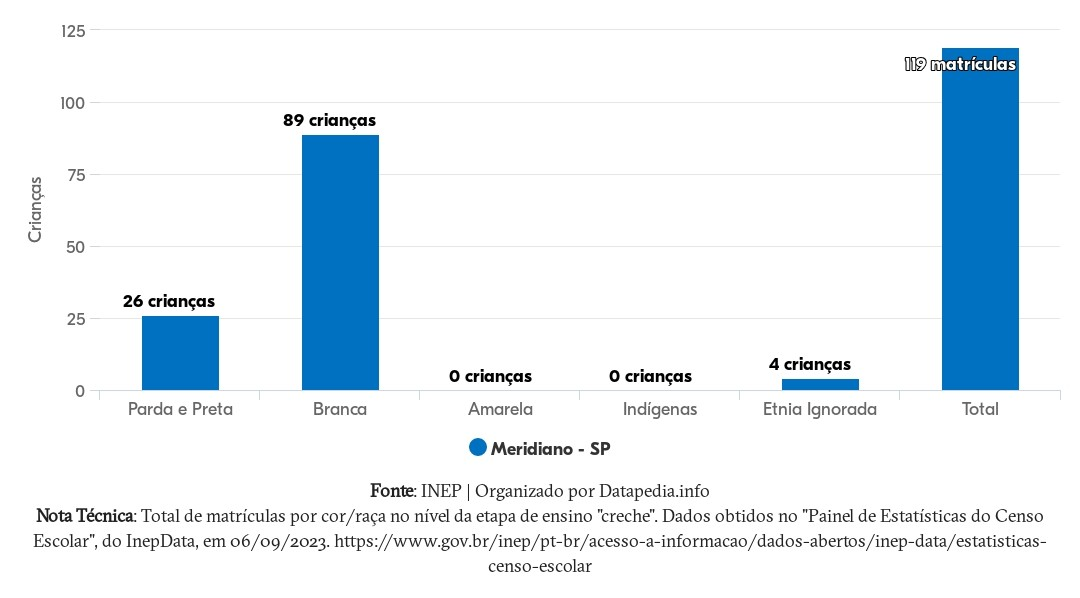 125
100
75
50
25
0
Crianças
26 crianças
89 crianças
0 crianças
0 crianças
4 crianças
119 matrículas
Parda e Preta
Branca
Amarela
Indígenas
Etnia Ignorada
Total
Meridiano - SP
Fonte: INEP | Organizado por Datapedia.info
Nota Técnica: Total de matrículas por cor/raça no nível da etapa de ensino "creche". Dados obtidos no "Painel de Estatísticas do Censo
Escolar", do InepData, em 06/09/2023. https://www.gov.br/inep/pt-br/acesso-a-informacao/dados-abertos/inep-data/estatisticas-
censo-escolar